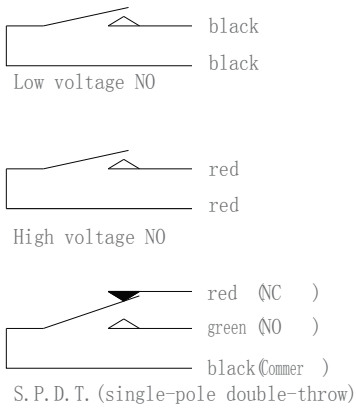 black
black
Low voltage NO
red
red
High voltage NO
red (NC )
green (NO )
black(Commer )
S.P.D.T.(single-pole double-throw)